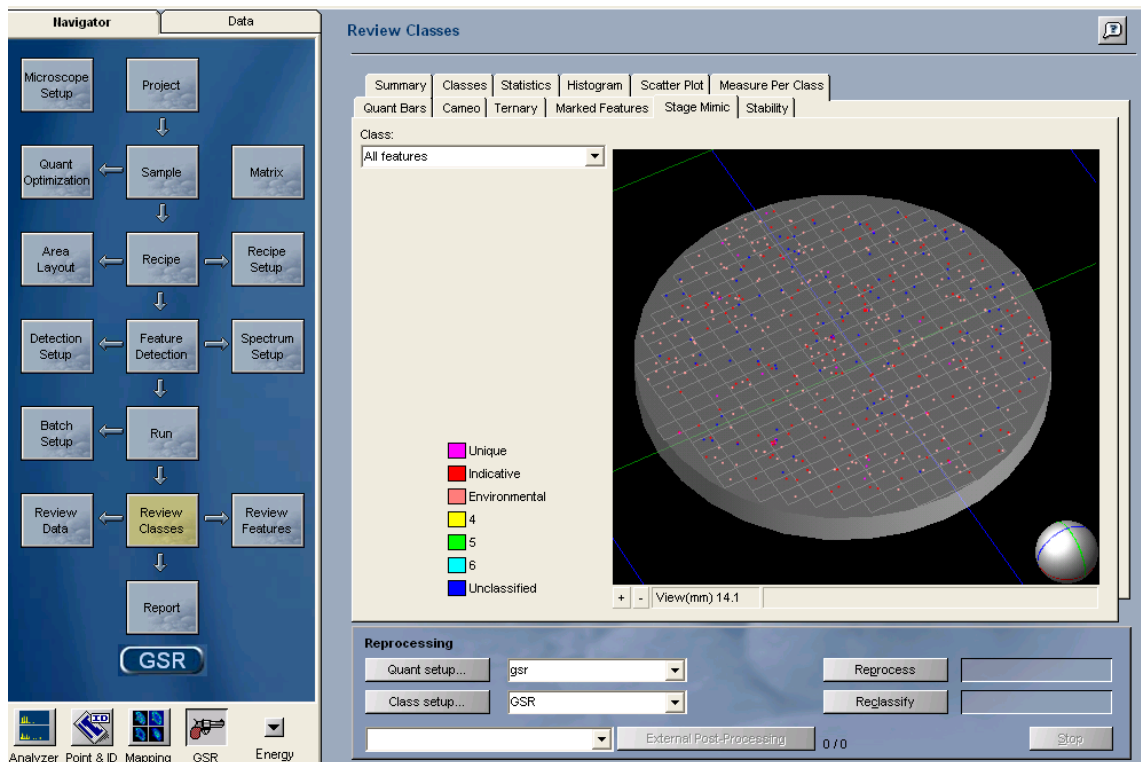 Navigator
Data
Microscope
Setup
Project
Quant
Optimization
Sample
Matrix
Area
Layout
Recipe
Recipe
Setup
Detection
Setup
Feature
Detection
Spectrum
Setup
Batch
Setup
Run
Review
Data
Review
Classes
Review
Features
Report
GSR
Analyzer
Point & ID
Mapping
GSR
Energy
Review Classes
Summary
Classes
Statistics
Histogram
Scatter Plot
Measure Per Class
Quant Bars
Cameo
Ternary
Marked Features
Stage Mimic
Stability
Class:
All features
Unique
Indicative
Environmental
4
5
6
Unclassified
+
-
View(mm) 14.1
Reprocessing
Quant setup...
gsr
Reprocess
Class setup...
GSR
Reclassify
External Post-Processing
0 / 0
Stop